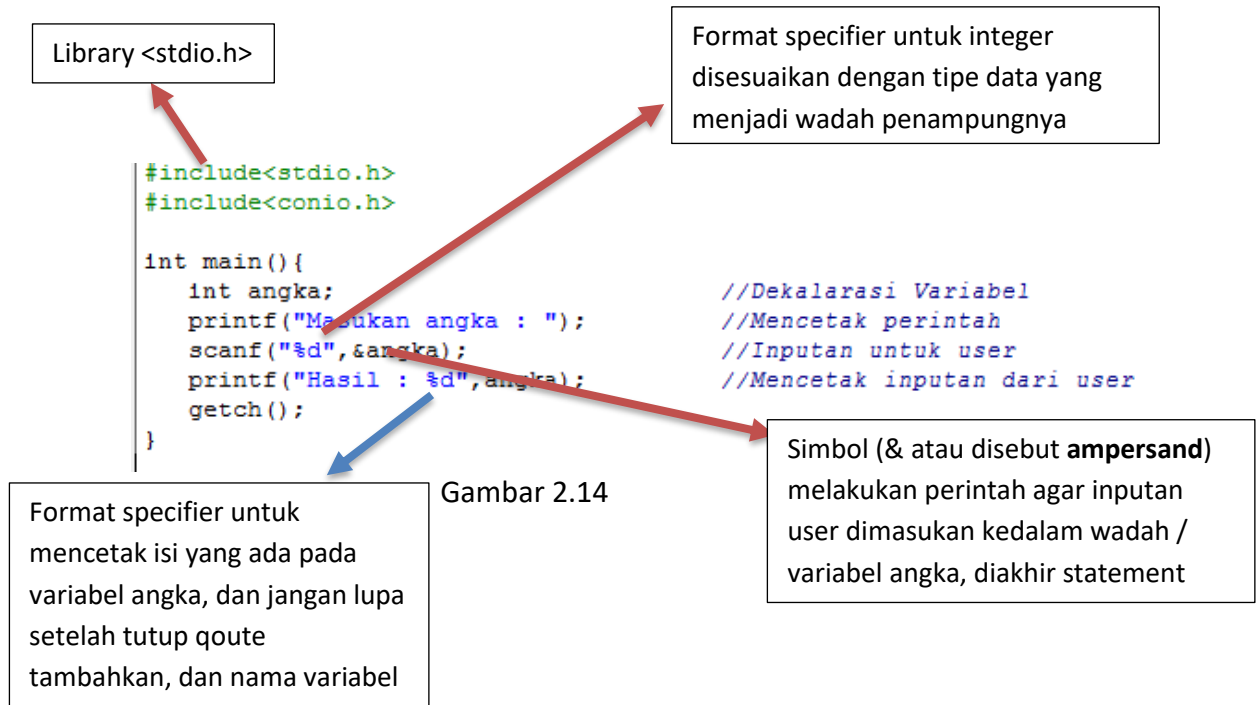 Library <stdio.h>
Format specifier untuk integer
disesuaikan dengan tipe data yang
menjadi wadah penampungnya
#include<stdio.h>
#include<conio.h>
int main(){
int angka; //Dekalarasi Variabel
printf("Masukan angka : "); //Mencetak perintah
scanf("%d",&angka); //Inputan untuk user
printf("Hasil : %d",angka); //Mencetak inputan dari user
getch();
}
Simbol (& atau disebut ampersand)
melakukan perintah agar inputan
user dimasukan kedalam wadah /
variabel angka, diakhir statement
Gambar 2.14
Format specifier untuk
mencetak isi yang ada pada
variabel angka, dan jangan lupa
setelah tutup qoute
tambahkan, dan nama variabel